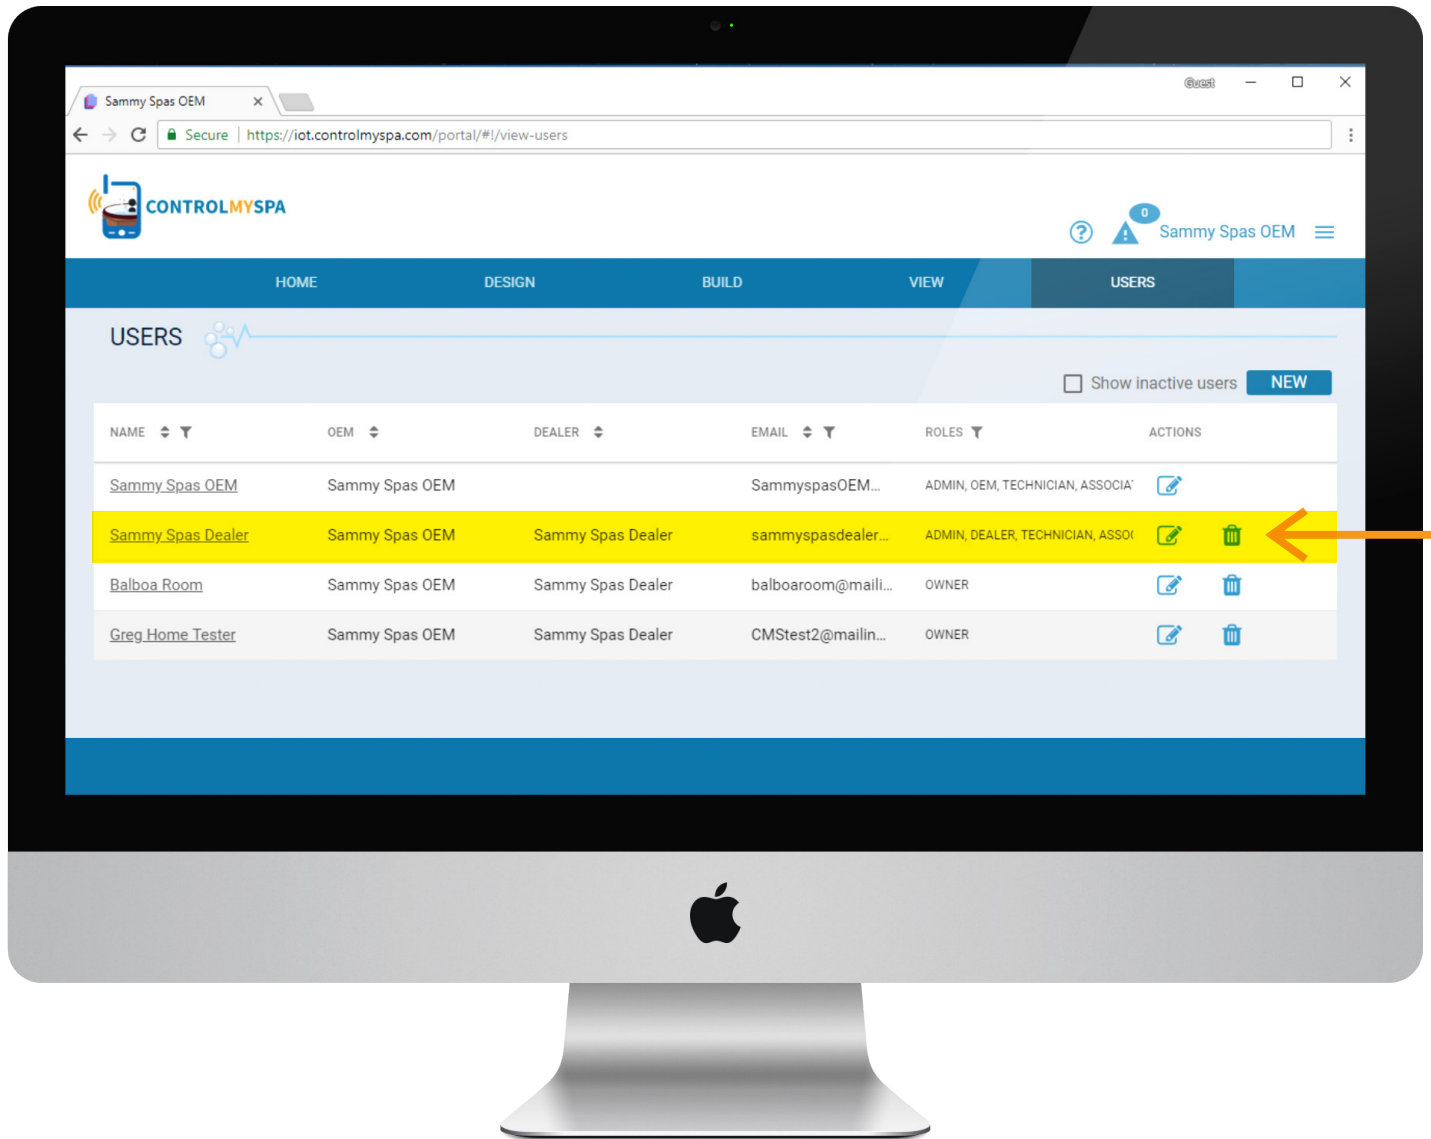 Guest
Sammy Spas OEM
Secure | https://iot.controlmyspa.com/portal/#!/view-users
CONTROLMYSPA
0
Sammy Spas OEM
HOME DESIGN BUILD VIEW USERS
USERS
Show inactive users NEW
NAME OEM DEALER EMAIL ROLES ACTIONS
Sammy Spas OEM Sammy Spas OEM SammyspasOEM... ADMIN, OEM, TECHNICIAN, ASSOCIA
Sammy Spas Dealer Sammy Spas OEM Sammy Spas Dealer sammyspasdealer... ADMIN, DEALER, TECHNICIAN, ASSO
Balboa Room Sammy Spas OEM Sammy Spas Dealer balboaroom@maili... OWNER
Greg Home Tester Sammy Spas OEM Sammy Spas Dealer CMStest2@mailin... OWNER